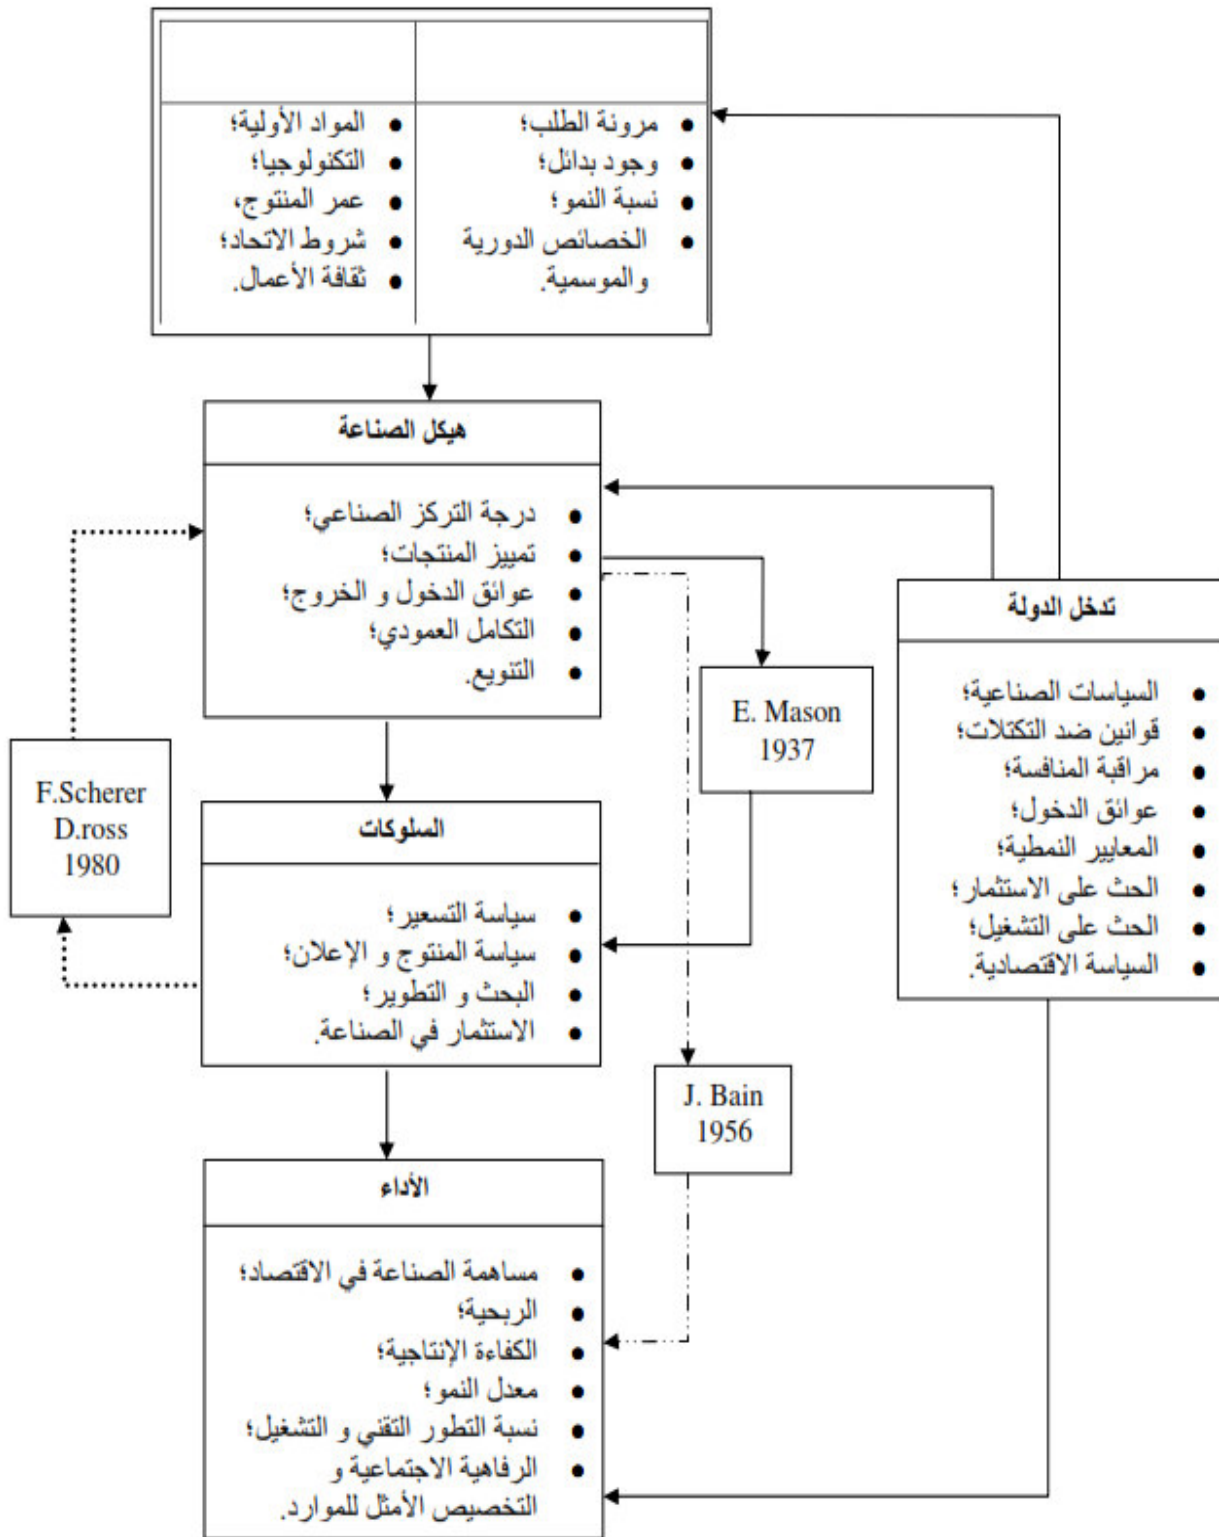 مرونة الطلب؛
وجود بدائل؛
نسبة النمو؛
الخصائص الدورية
والموسمية.
المواد الأولية؛
التكنولوجيا؛
عمر المنتوج،
شروط الاتحاد؛
ثقافة الأعمال.
هيكل الصناعة
درجة التركز الصناعي؛
تمييز المنتجات؛
عوائق الدخول و الخروج؛
التكامل العمودي؛
التنويع.
تدخل الدولة
السياسات الصناعية؛
قوانين ضد التكتلات؛
مراقبة المنافسة؛
عوائق الدخول؛
المعايير النمطية؛
الحث على الاستثمار؛
الحث على التشغيل؛
السياسة الاقتصادية.
E. Mason
1937
F.Scherer
D.ross
1980
السلوكات
سياسة التسعير؛
سياسة المنتوج و الإعلان؛
البحث و التطوير؛
الاستثمار في الصناعة.
J. Bain
1956
الأداء
مساهمة الصناعة في الاقتصاد؛
الربحية؛
الكفاءة الإنتاجية؛
معدل النمو؛
نسبة التطور التقني و التشغيل؛
الرفاهية الاجتماعية و
التخصيص الأمثل للموارد.